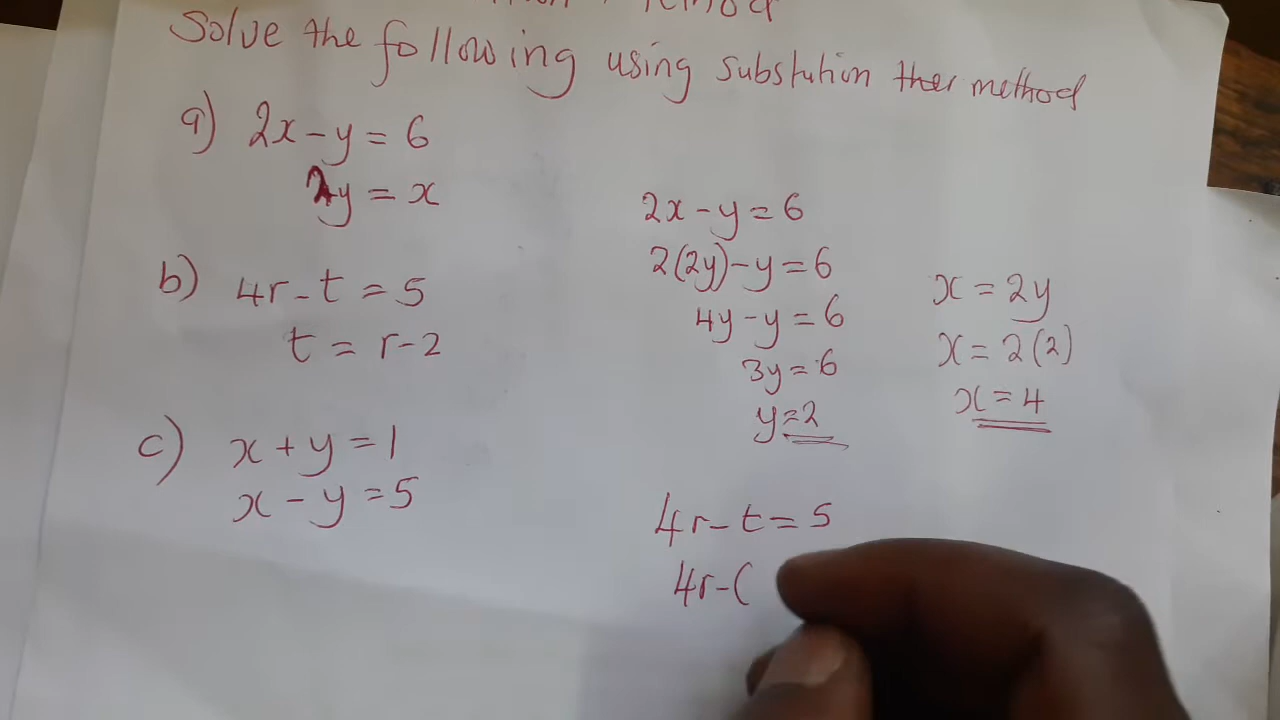 Solve the following using substution ther method
a) 2x - y = 6
2y = x
b) 4r - t = 5
t = r - 2
c) x + y = 1
x - y = 5
2x - y = 6
2(2y) - y = 6
4y - y = 6
3y = 6
y = 2
x = 2y
x = 2(2)
x = 4
4r - t = 5
4r - (